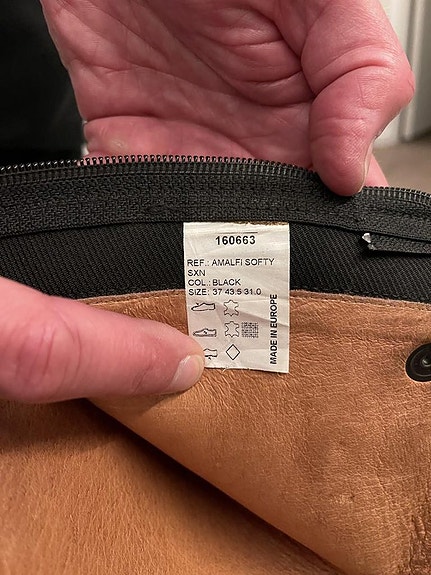 160663
REF.: AMALFI SOFTY
SXN
COL.: BLACK
SIZE: 37 43.5 31.0
MADE IN EUROPE